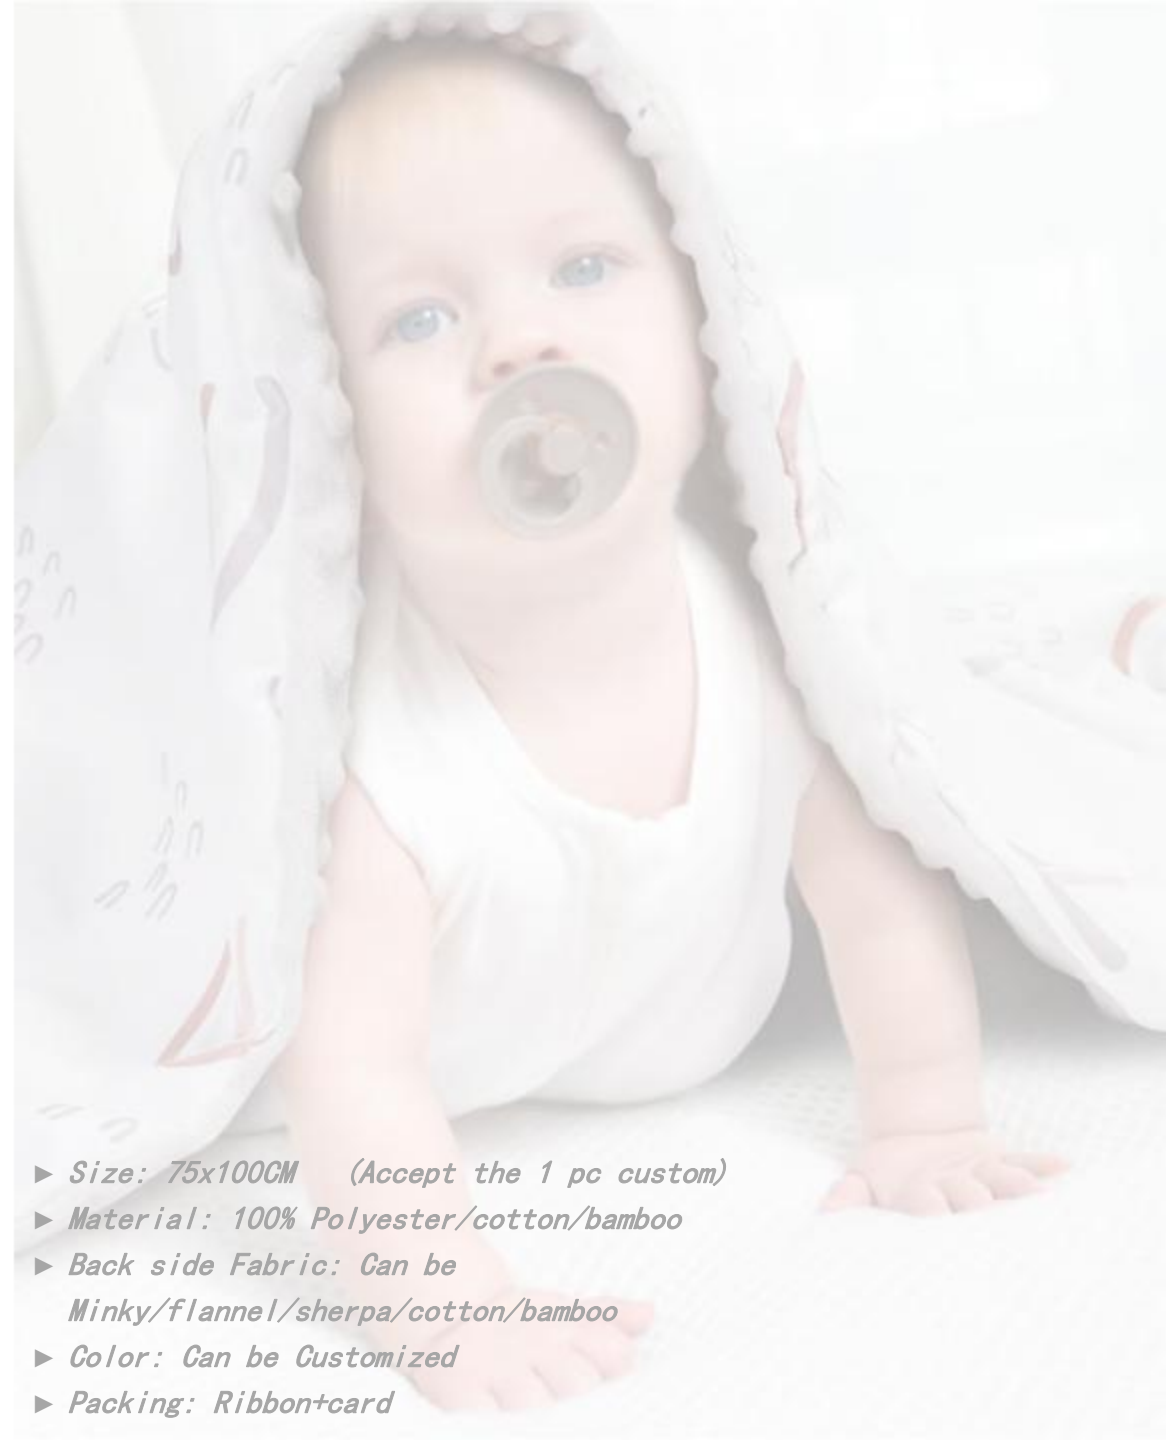 ► Size: 75x100CM (Accept the 1 pc custom)
► Material: 100% Polyester/cotton/bamboo
► Back side Fabric: Can be
Minky/flannel/sherpa/cotton/bamboo
► Color: Can be Customized
► Packing: Ribbon+card